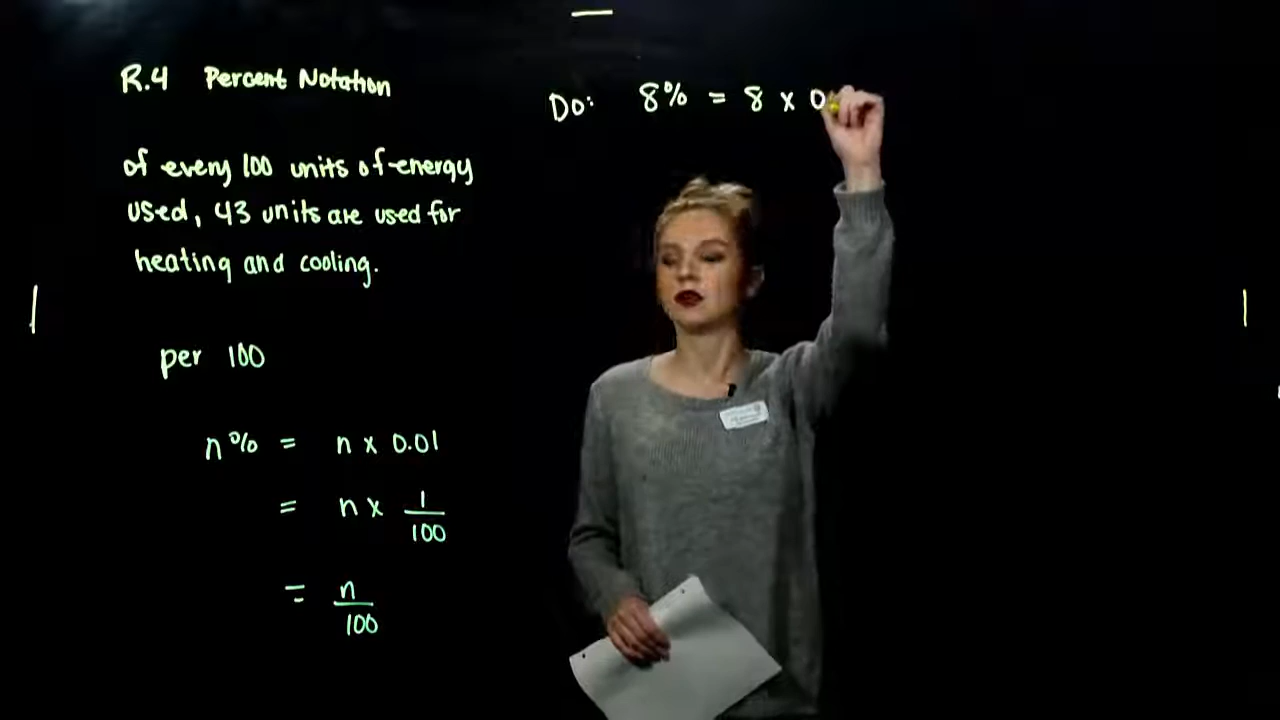 R.4 Percent Notation
of every 100 units of energy
used, 43 units are used for
heating and cooling.
per 100
n% = n x 0.01
= n x 1/100
= n/100
Do: 8% = 8 x 0